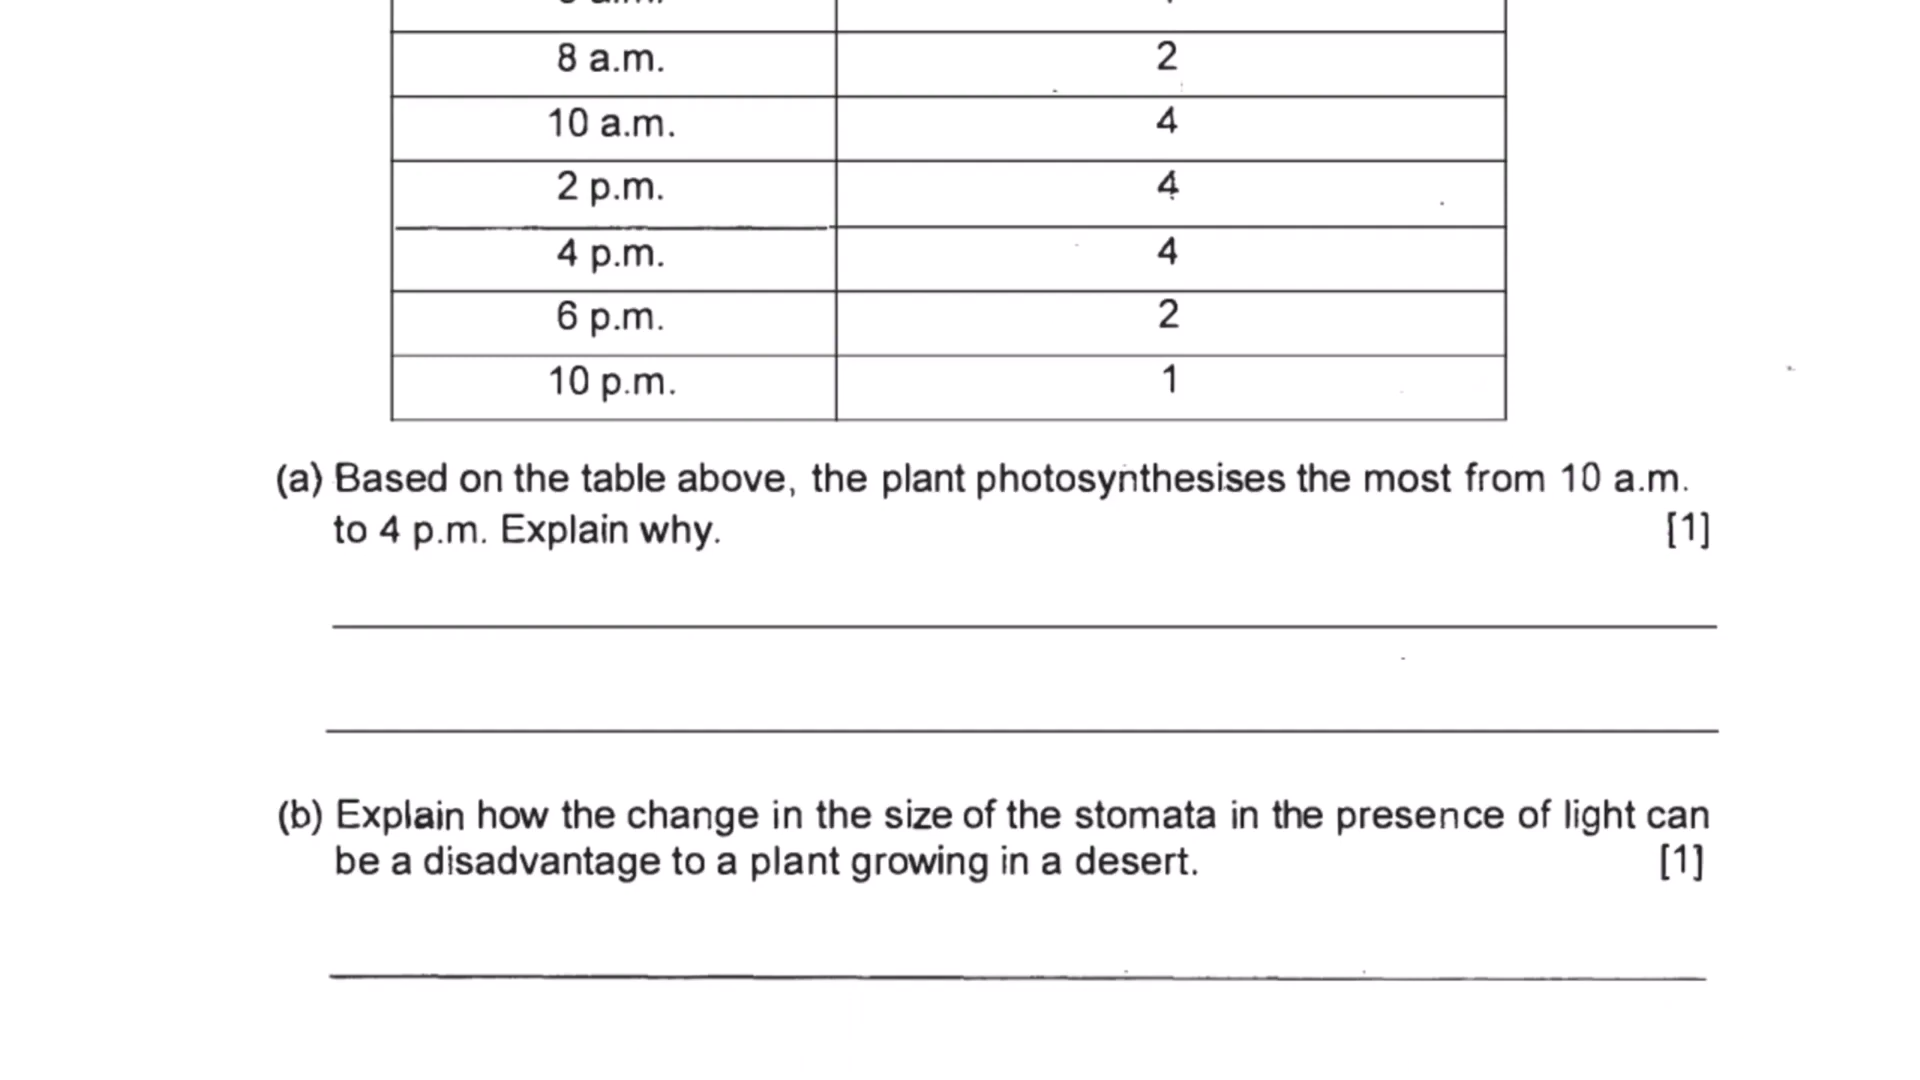 8 a.m. 2
10 a.m. 4
2 p.m. 4
4 p.m. 4
6 p.m. 2
10 p.m. 1
(a) Based on the table above, the plant photosynthesises the most from 10 a.m.
to 4 p.m. Explain why. [1]
(b) Explain how the change in the size of the stomata in the presence of light can
be a disadvantage to a plant growing in a desert. [1]